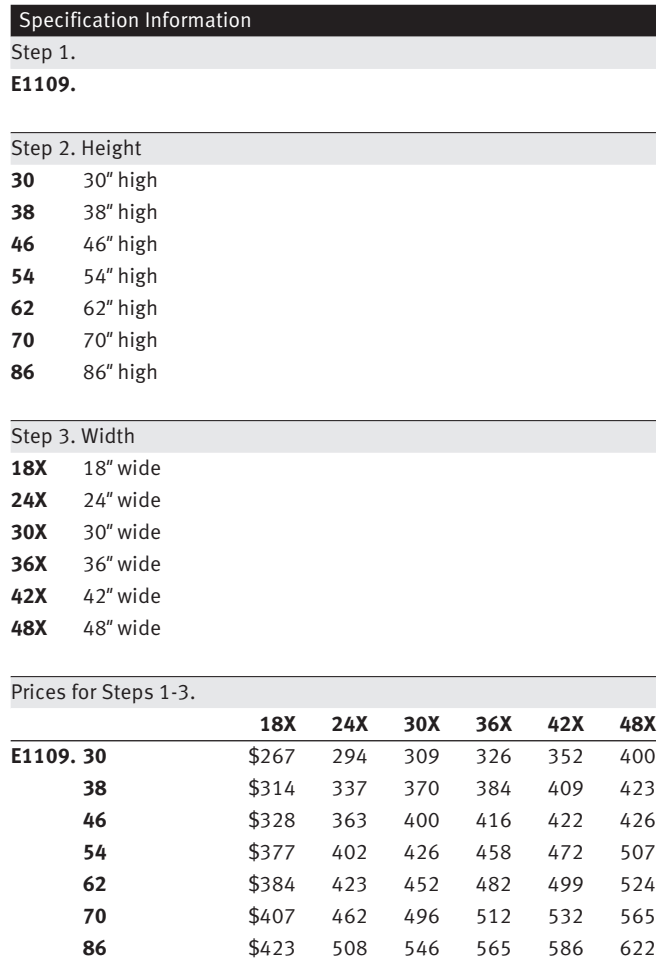 Specification Information
Step 1.
E1109.
Step 2. Height
30 30″ high
38 38″ high
46 46″ high
54 54″ high
62 62″ high
70 70″ high
86 86″ high
Step 3. Width
18X 18″ wide
24X 24″ wide
30X 30″ wide
36X 36″ wide
42X 42″ wide
48X 48″ wide
Prices for Steps 1-3.
18X 24X 30X 36X 42X 48X
E1109. 30 $267 294 309 326 352 400
38 $314 337 370 384 409 423
46 $328 363 400 416 422 426
54 $377 402 426 458 472 507
62 $384 423 452 482 499 524
70 $407 462 496 512 532 565
86 $423 508 546 565 586 622